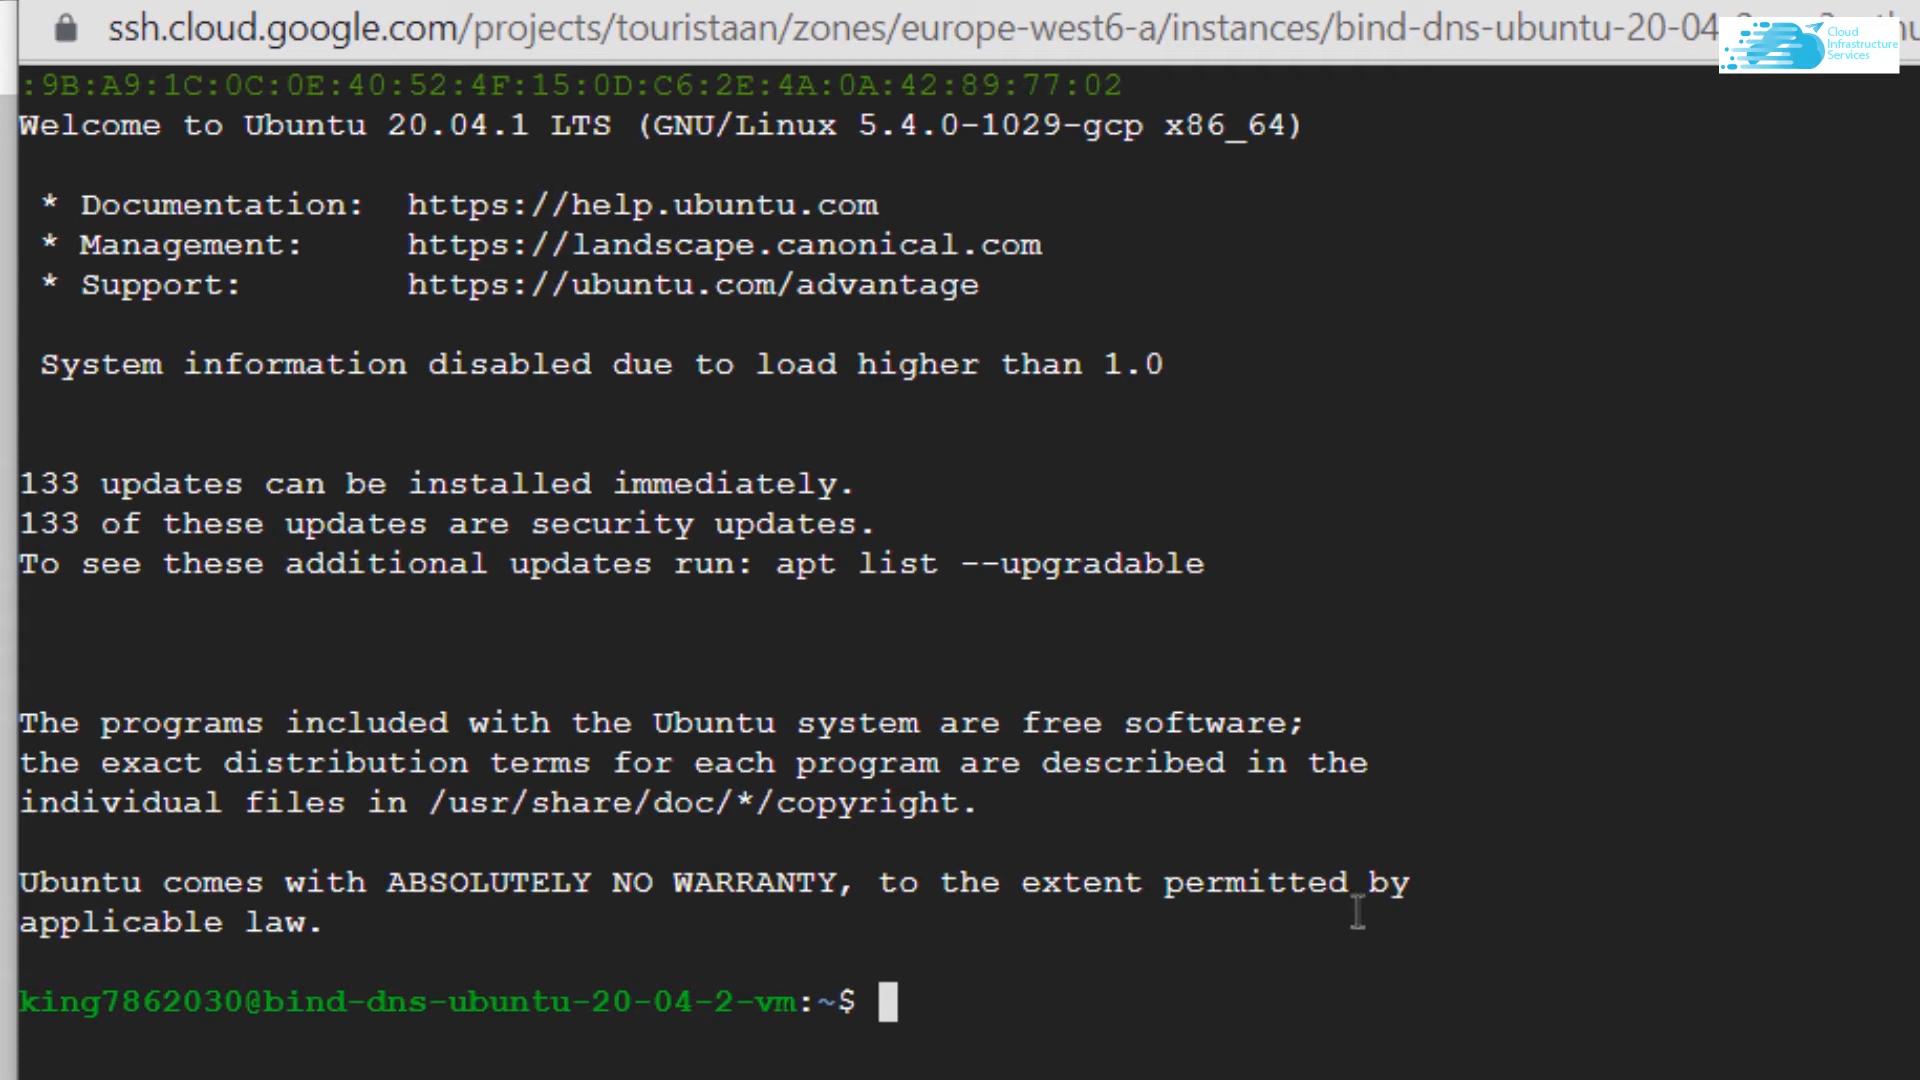 ssh.cloud.google.com/projects/touristaan/zones/europe-west6-a/instances/bind-dns-ubuntu-20-04
Cloud
Infrastructure
Services
:9B:A9:1C:0C:0E:40:52:4F:15:0D:C6:2E:4A:0A:42:89:77:02
Welcome to Ubuntu 20.04.1 LTS (GNU/Linux 5.4.0-1029-gcp x86_64)
* Documentation:  https://help.ubuntu.com
* Management:     https://landscape.canonical.com
* Support:        https://ubuntu.com/advantage
System information disabled due to load higher than 1.0
133 updates can be installed immediately.
133 of these updates are security updates.
To see these additional updates run: apt list --upgradable
The programs included with the Ubuntu system are free software;
the exact distribution terms for each program are described in the
individual files in /usr/share/doc/*/copyright.
Ubuntu comes with ABSOLUTELY NO WARRANTY, to the extent permitted by
applicable law.
king7862030@bind-dns-ubuntu-20-04-2-vm:~$